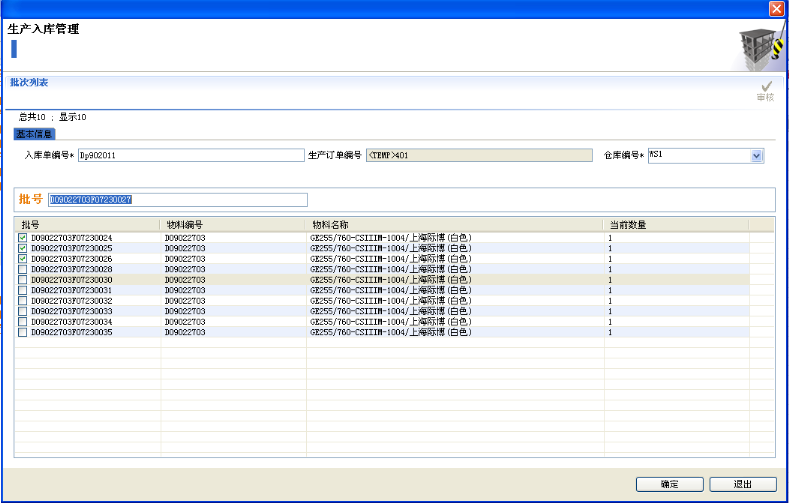 生产入库管理
批次列表
审核
总共10 ; 显示10
基本信息
入库单编号* Dp902011 生产订单编号 <TEMP>401 仓库编号* WS1
批号 D09022703F07230027
批号 物料编号 物料名称 当前数量
D09022703F07230024 D09022703 GE255/760-CSIIIM-1004/上海际博(白色) 1
D09022703F07230025 D09022703 GE255/760-CSIIIM-1004/上海际博(白色) 1
D09022703F07230026 D09022703 GE255/760-CSIIIM-1004/上海际博(白色) 1
D09022703F07230028 D09022703 GE255/760-CSIIIM-1004/上海际博(白色) 1
D09022703F07230030 D09022703 GE255/760-CSIIIM-1004/上海际博(白色) 1
D09022703F07230031 D09022703 GE255/760-CSIIIM-1004/上海际博(白色) 1
D09022703F07230032 D09022703 GE255/760-CSIIIM-1004/上海际博(白色) 1
D09022703F07230033 D09022703 GE255/760-CSIIIM-1004/上海际博(白色) 1
D09022703F07230034 D09022703 GE255/760-CSIIIM-1004/上海际博(白色) 1
D09022703F07230035 D09022703 GE255/760-CSIIIM-1004/上海际博(白色) 1
确定 退出